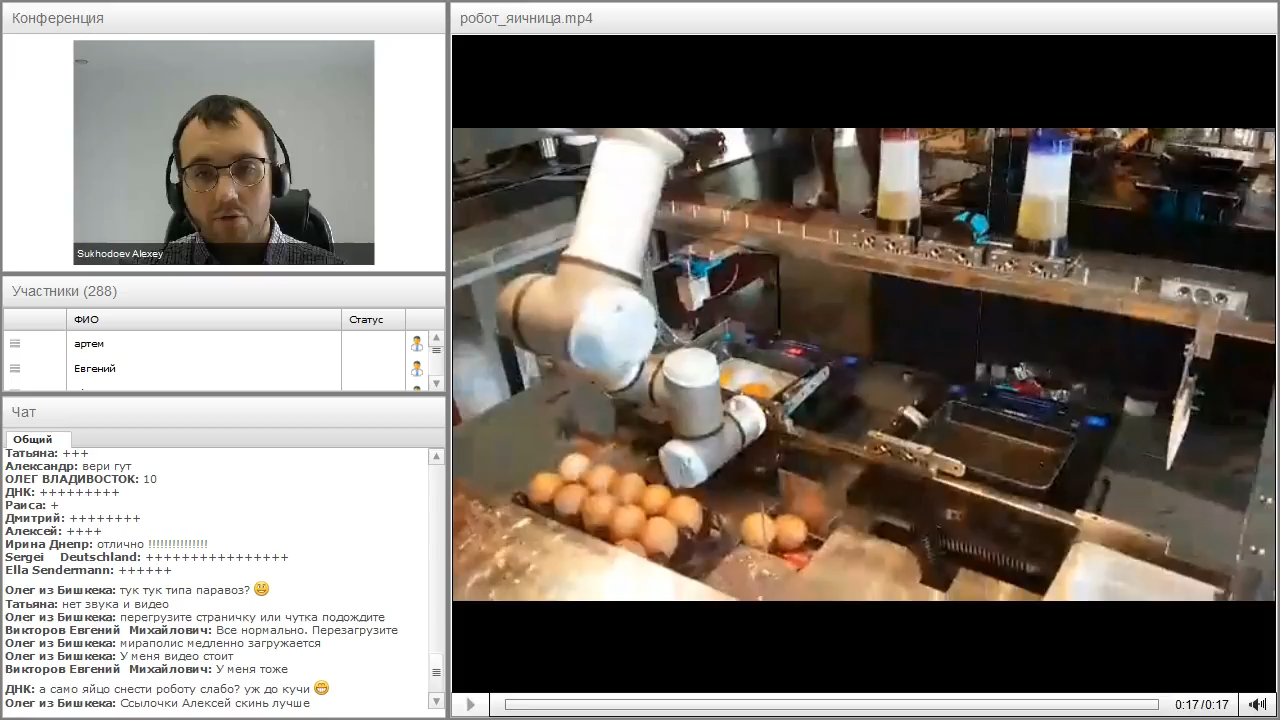 Конференция
Sukhodoev Alexey
Участники (288)
ФИО
Статус
артем
Евгений
Чат
Общий
Татьяна: +++
Александр: вери гут
ОЛЕГ ВЛАДИВОСТОК: 10
ДНК: +++++++++
Раиса: +
Дмитрий: ++++++++
Алексей: ++++
Ирина Днепр: отлично !!!!!!!!!!!!!!!
Sergei Deutschland: ++++++++++++++++
Ella Sendermann: ++++++
Олег из Бишкека: тук тук типа паравоз?
Татьяна: нет звука и видео
Олег из Бишкека: перегрузите страничку или чутка подождите
Викторов Евгений Михайлович: Все нормально. Перезагрузите
Олег из Бишкека: мираполис медленно загружается
Олег из Бишкека: У меня видео стоит
Викторов Евгений Михайлович: У меня тоже
ДНК: а само яйцо снести роботу слабо? уж до кучи
Олег из Бишкека: Ссылочку Алексей скинь лучше
робот_яичница.mp4
0:17/0:17